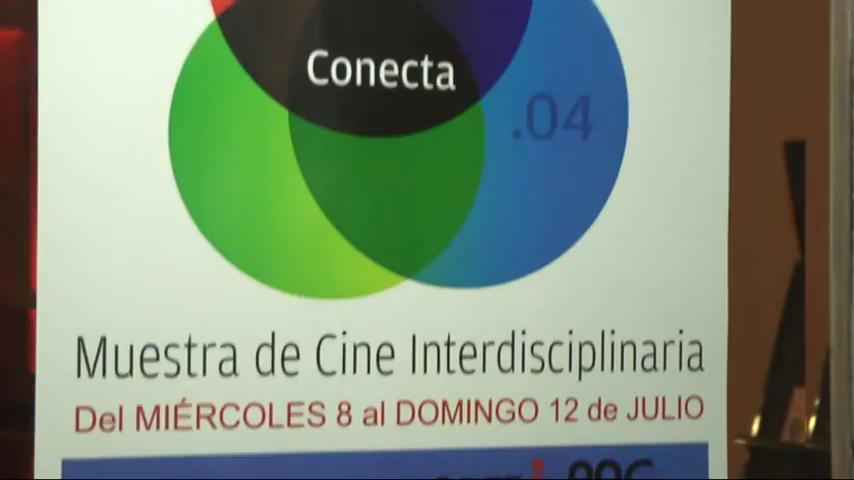 Conecta
.04
Muestra de Cine Interdisciplinaria
Del MIÉRCOLES 8 al DOMINGO 12 de JULIO